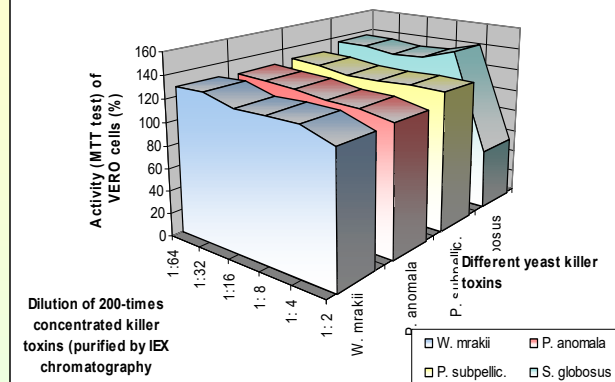 160
140
120
100
80
60
40
20
0
Activity (MTT test) of
VERO cells (%)
1:64
1:32
1:16
1: 8
1: 4
1: 2
Dilution of 200-times
concentrated killer
toxins (purified by IEX
chromatography
W. mrakii
P. anomala
Different yeast killer
toxins
W. mrakii
P. anomala
P. subpellic.
S. globosus